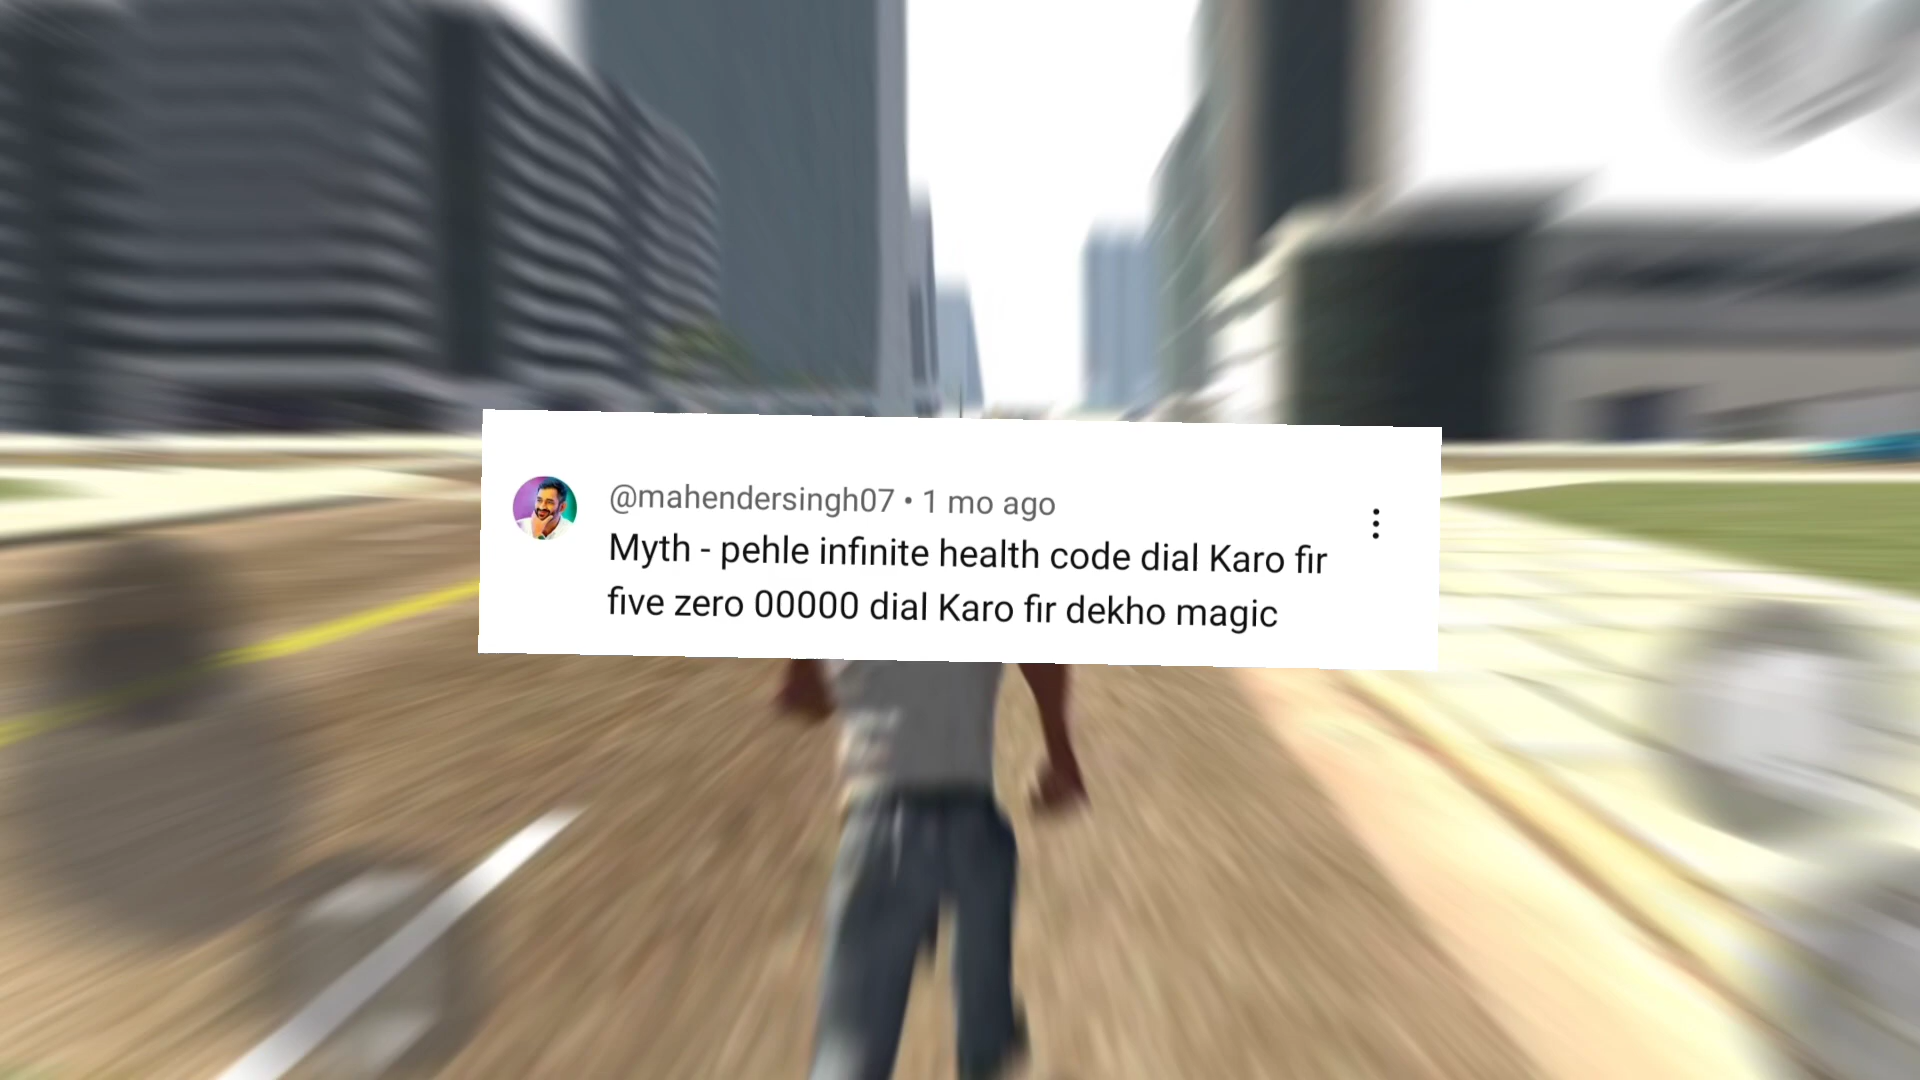 @mahendersingh07 • 1 mo ago
Myth - pehle infinite health code dial Karo fir
five zero 00000 dial Karo fir dekho magic